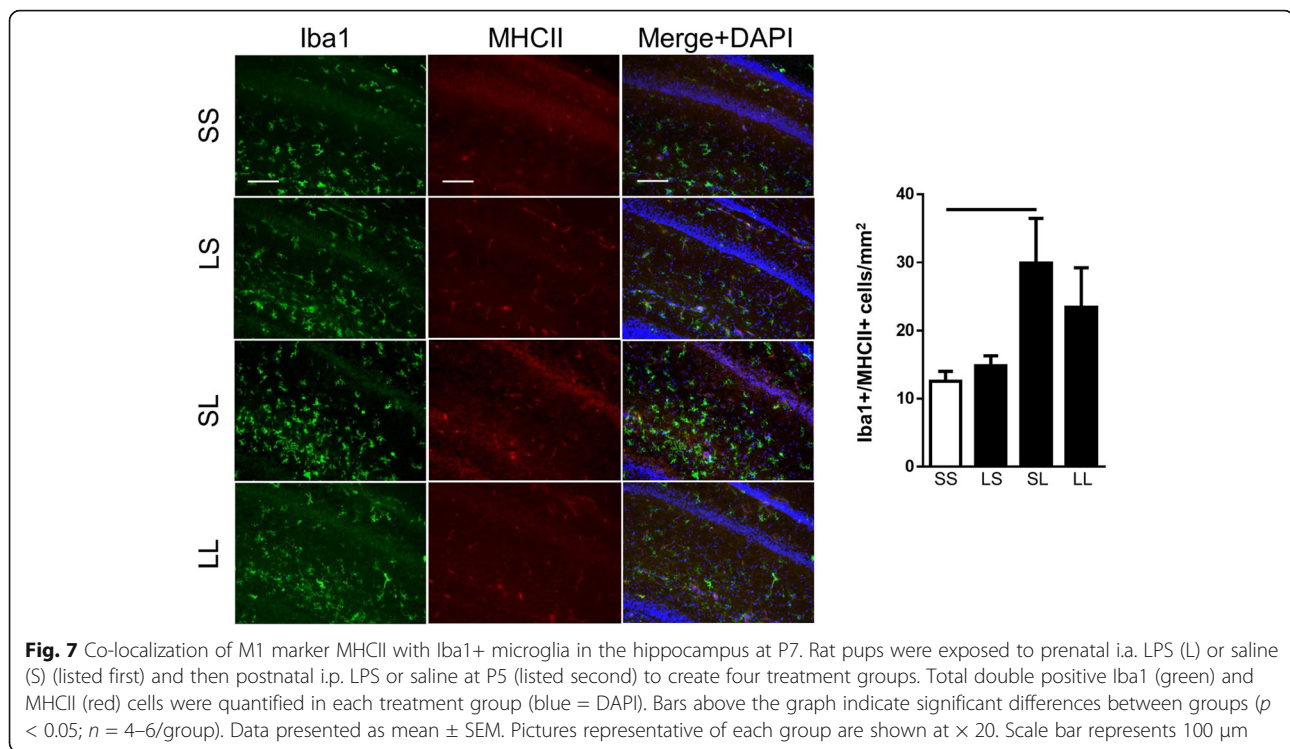 Iba1 MHCII Merge+DAPI
SS
LS
SL
LL
Iba1+/MHCII+ cells/mm²
40
30
20
10
0
SS LS SL LL
Fig. 7 Co-localization of M1 marker MHCII with Iba1+ microglia in the hippocampus at P7. Rat pups were exposed to prenatal i.a. LPS (L) or saline
(S) (listed first) and then postnatal i.p. LPS or saline at P5 (listed second) to create four treatment groups. Total double positive Iba1 (green) and
MHCII (red) cells were quantified in each treatment group (blue = DAPI). Bars above the graph indicate significant differences between groups (p
< 0.05; n = 4–6/group). Data presented as mean ± SEM. Pictures representative of each group are shown at × 20. Scale bar represents 100 μm